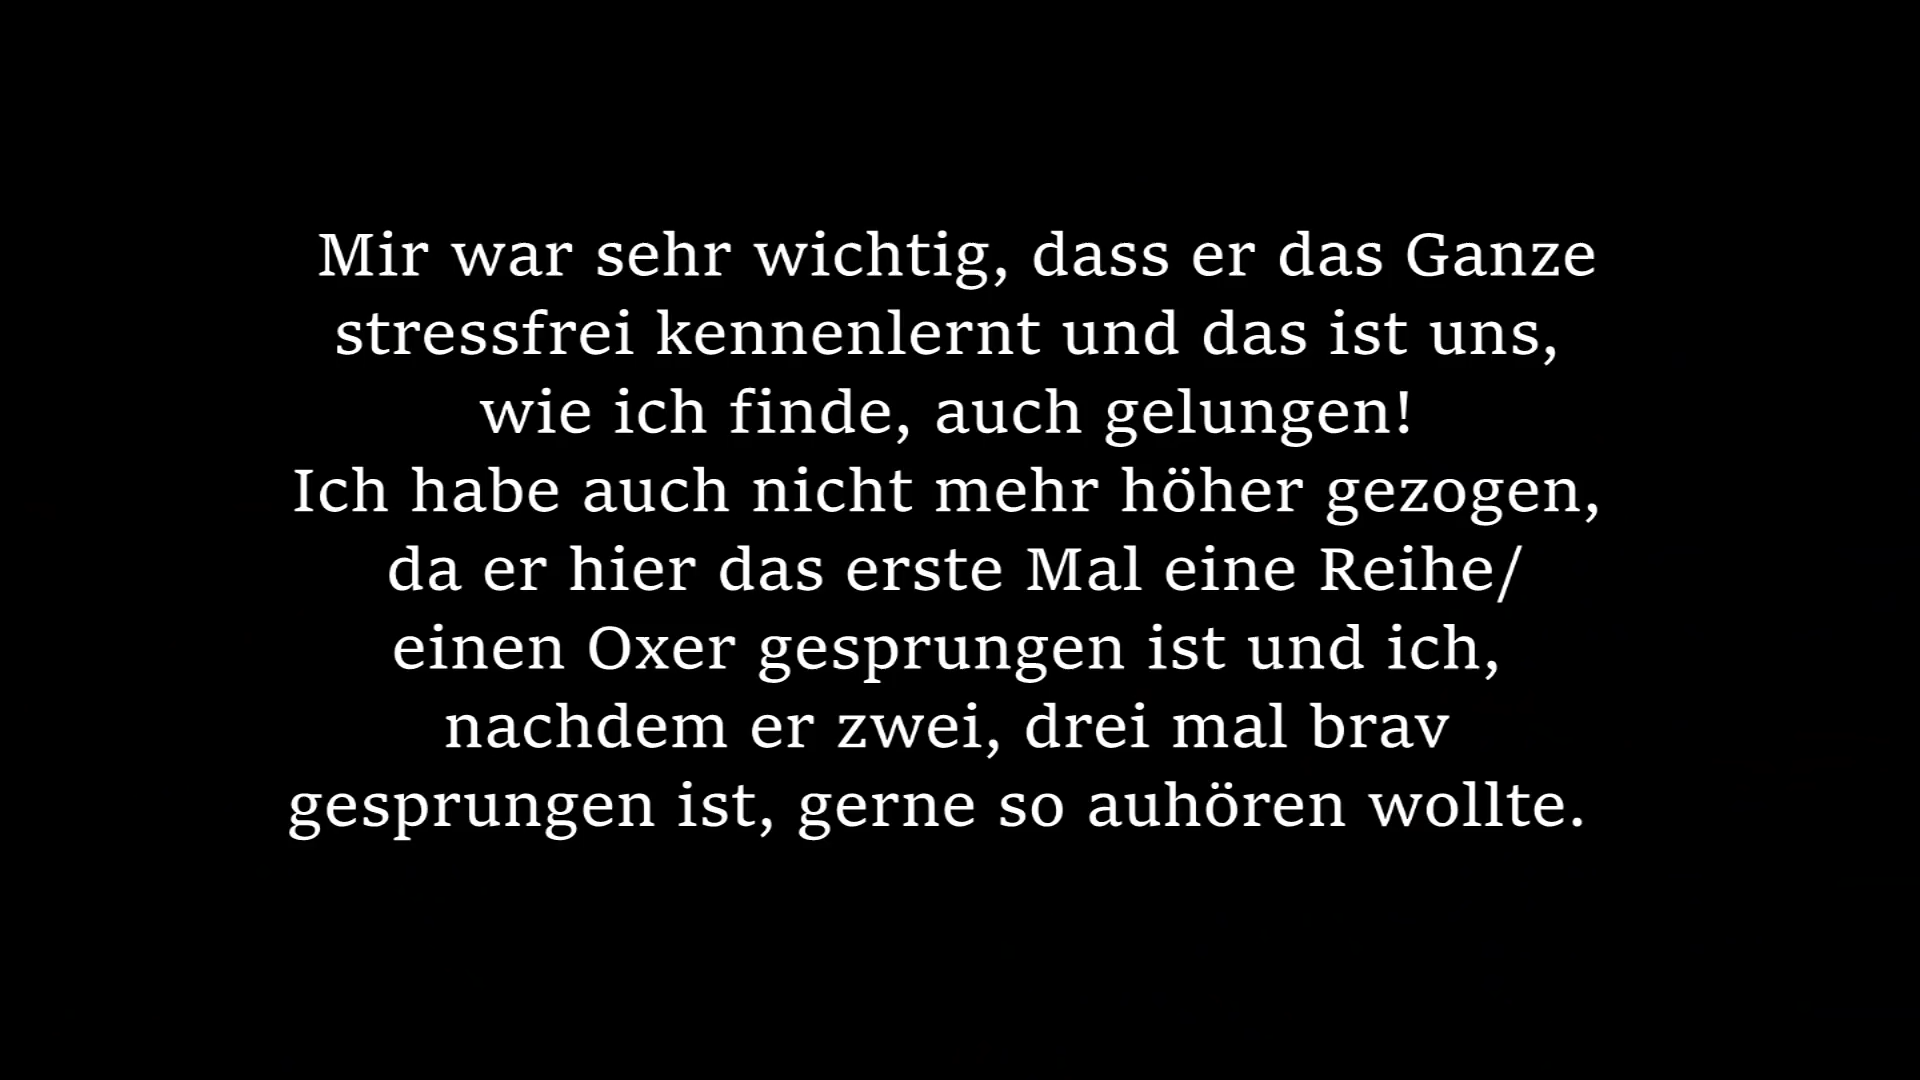 Mir war sehr wichtig, dass er das Ganze
stressfrei kennenlernt und das ist uns,
wie ich finde, auch gelungen!
Ich habe auch nicht mehr höher gezogen,
da er hier das erste Mal eine Reihe/
einen Oxer gesprungen ist und ich,
nachdem er zwei, drei mal brav
gesprungen ist, gerne so auhören wollte.